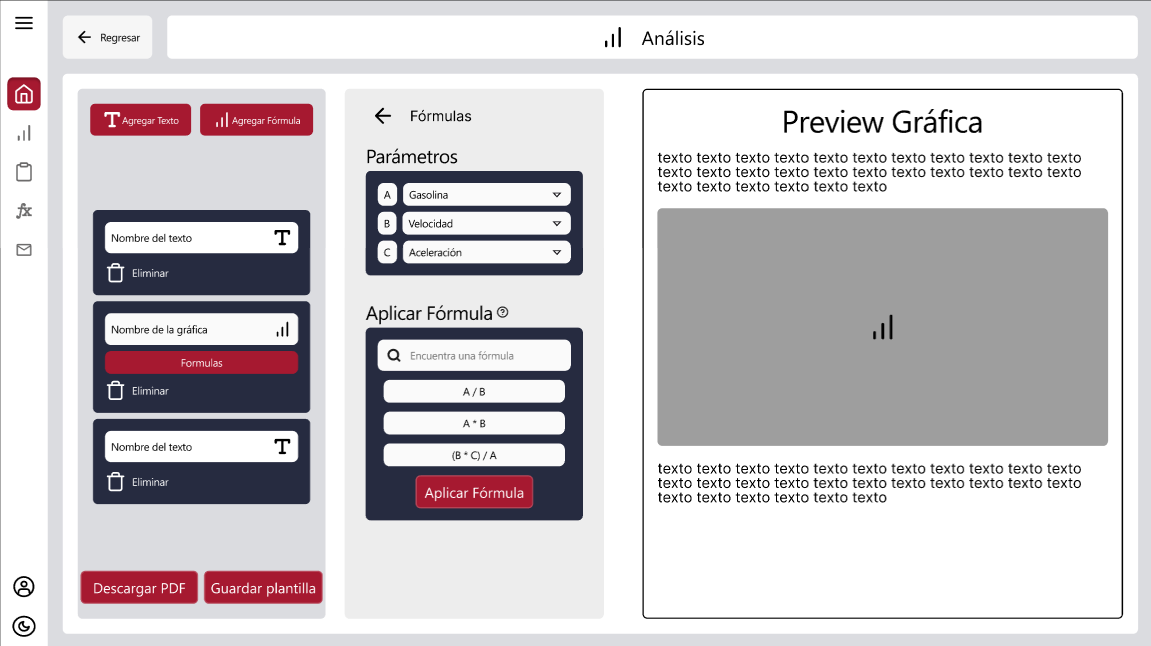 Regresar
Análisis
Agregar Texto
Agregar Fórmula
Nombre del texto
Eliminar
Nombre de la gráfica
Formulas
Eliminar
Nombre del texto
Eliminar
Descargar PDF
Guardar plantilla
Fórmulas
Parámetros
A Gasolina
B Velocidad
C Aceleración
Aplicar Fórmula
Encuentra una fórmula
A / B
A * B
(B * C) / A
Aplicar Fórmula
Preview Gráfica
texto texto texto texto texto texto texto texto texto texto texto
texto texto texto texto texto texto texto texto texto texto texto
texto texto texto texto texto texto
texto texto texto texto texto texto texto texto texto texto texto
texto texto texto texto texto texto texto texto texto texto texto
texto texto texto texto texto texto